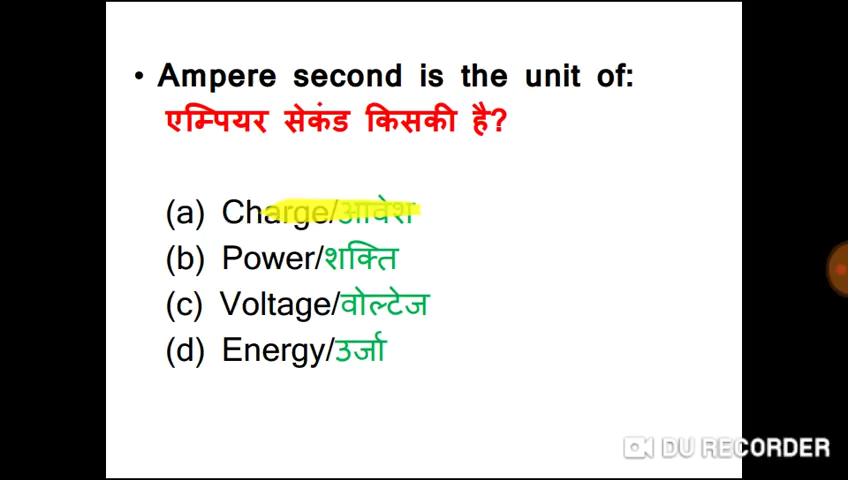 • Ampere second is the unit of:
एम्पियर सेकंड किसकी है?
(a) Charge/आवेश
(b) Power/शक्ति
(c) Voltage/वोल्टेज
(d) Energy/उर्जा
DU RECORDER